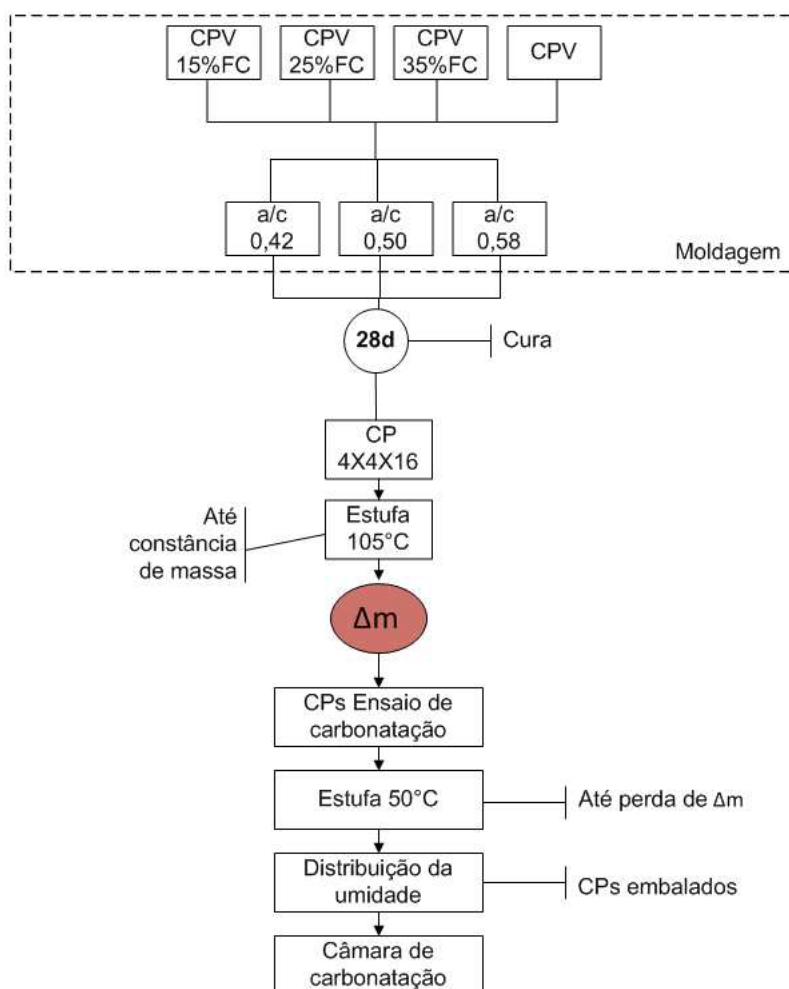 CPV
15%FC
CPV
25%FC
CPV
35%FC
CPV
a/c
0,42
a/c
0,50
a/c
0,58
Moldagem
28d
Cura
CP
4X4X16
Até
constância
de massa
Estufa
105°C
Δm
CPs Ensaio de
carbonatação
Estufa 50°C
Até perda de Δm
Distribuição da
umidade
CPs embalados
Câmara de
carbonatação